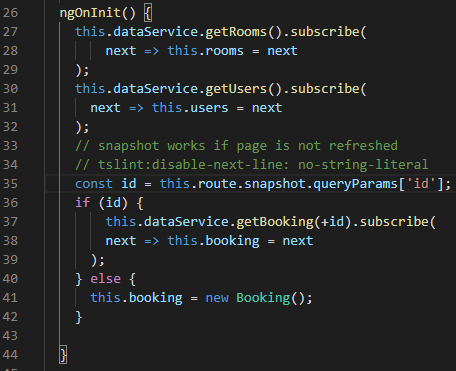 26 ngOnInit() {
27 this.dataService.getRooms().subscribe(
28 next => this.rooms = next
29 );
30 this.dataService.getUsers().subscribe(
31 next => this.users = next
32 );
33 // snapshot works if page is not refreshed
34 // tslint:disable-next-line: no-string-literal
35 const id = this.route.snapshot.queryParams['id'];
36 if (id) {
37 this.dataService.getBooking(+id).subscribe(
38 next => this.booking = next
39 );
40 } else {
41 this.booking = new Booking();
42 }
43
44 }